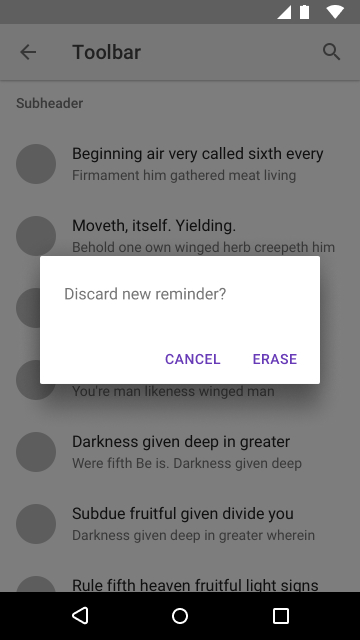 Toolbar
Subheader
Beginning air very called sixth every
Firmament him gathered meat living
Moveth, itself. Yielding.
Behold one own winged herb creepeth him
Discard new reminder?
CANCEL ERASE
You're man likeness winged man
Darkness given deep in greater
Were fifth Be is. Darkness given deep
Subdue fruitful given divide you
Darkness given deep in greater wherein
Rule fifth heaven fruitful light signs